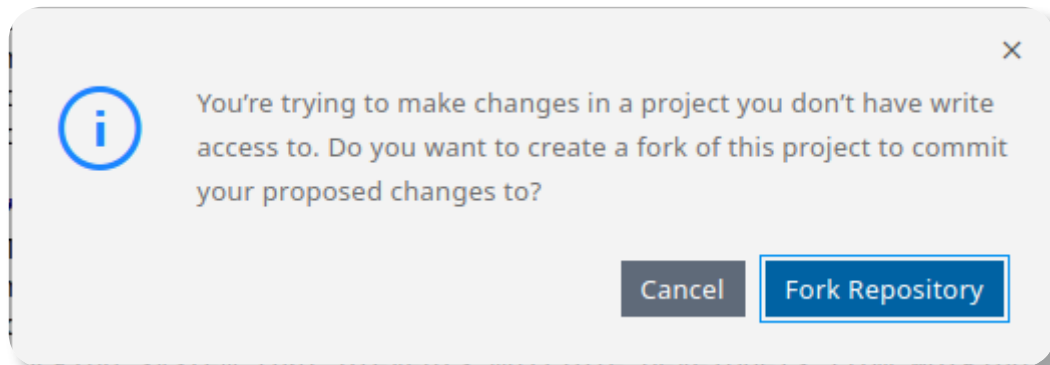 ×
You’re trying to make changes in a project you don’t have write
access to. Do you want to create a fork of this project to commit
your proposed changes to?
Cancel Fork Repository